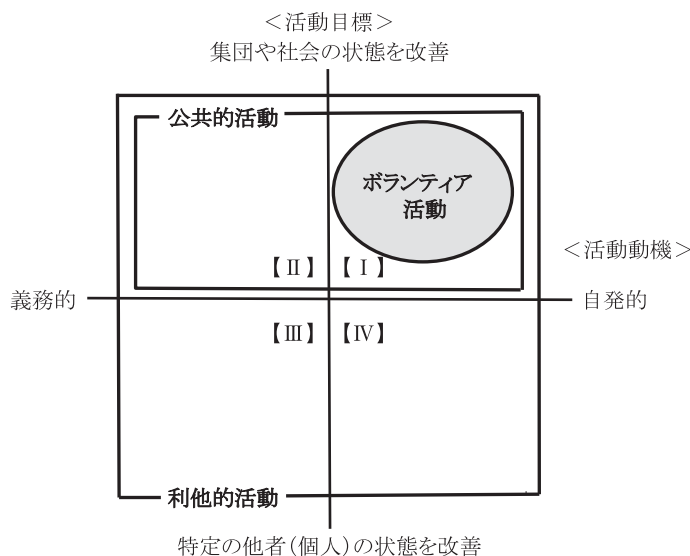 ＜活動目標＞
集団や社会の状態を改善
公共的活動
ボランティア
活動
＜活動動機＞
【Ⅱ】 【Ⅰ】
義務的
自発的
【Ⅲ】 【Ⅳ】
利他的活動
特定の他者(個人)の状態を改善